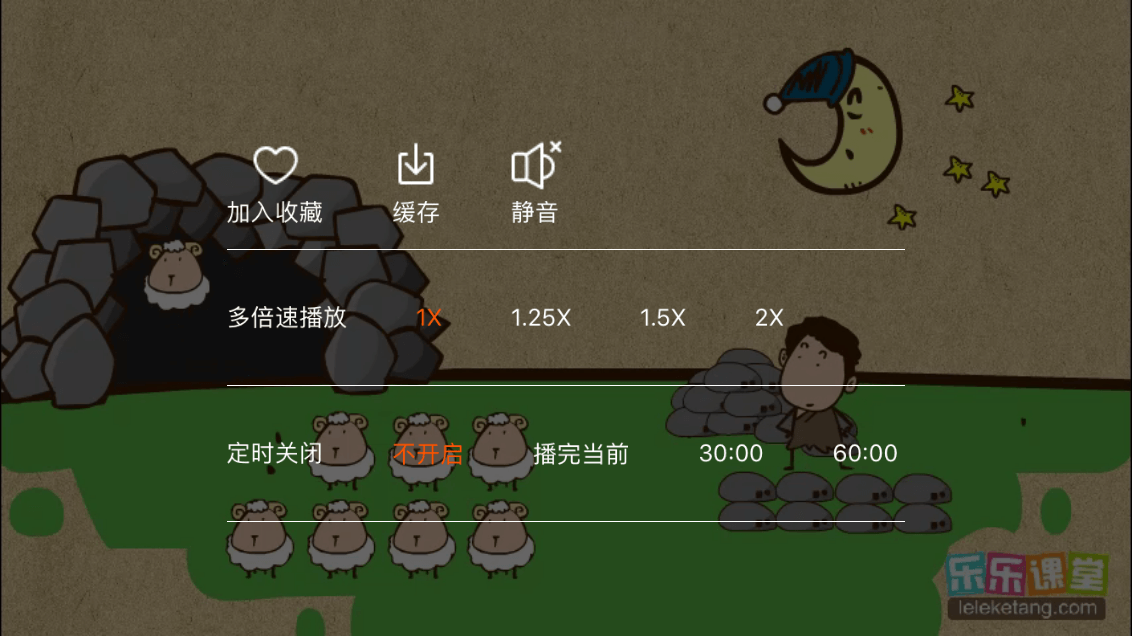 加入收藏 缓存 静音
多倍速播放 1X 1.25X 1.5X 2X
定时关闭 不开启 播完当前 30:00 60:00
乐乐课堂
leleketang.com